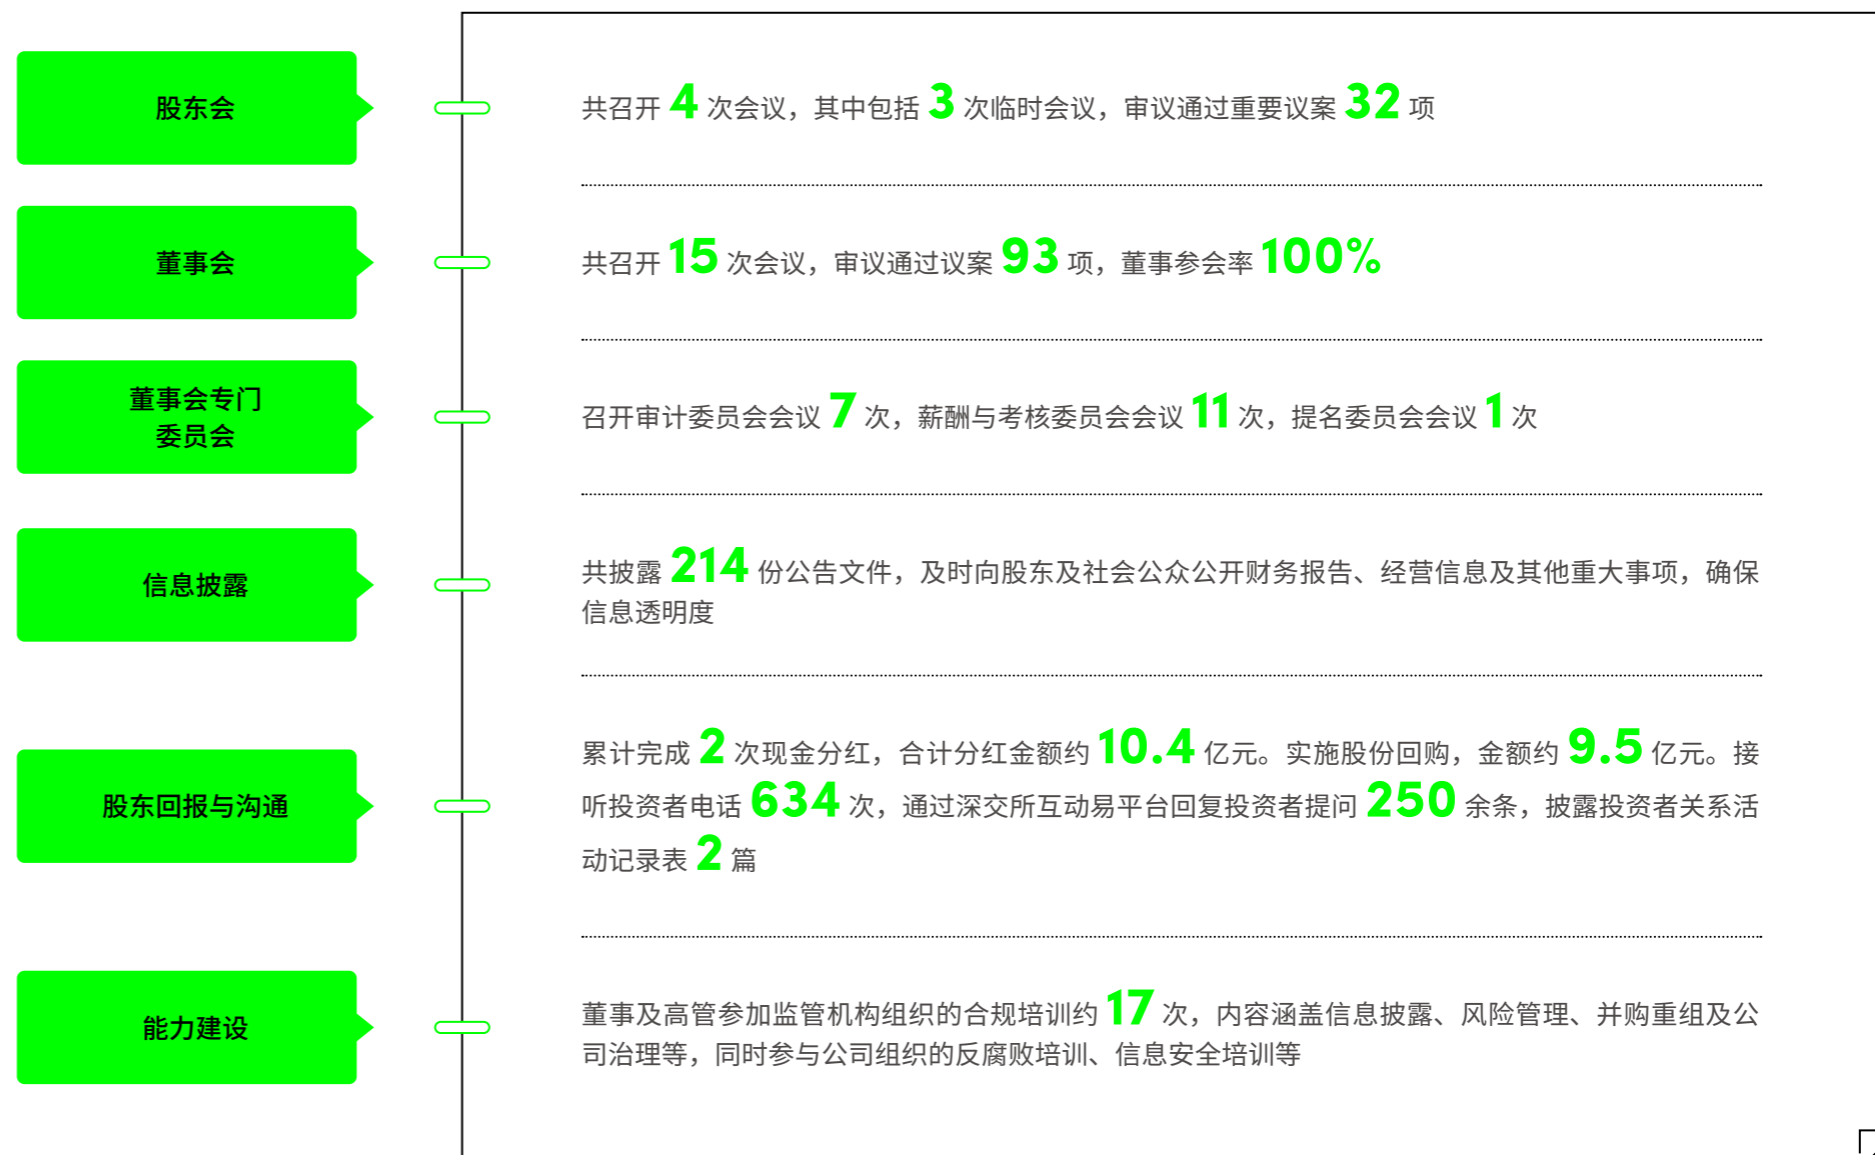 股东会
共召开 4 次会议，其中包括 3 次临时会议，审议通过重要议案 32 项
董事会
共召开 15 次会议，审议通过议案 93 项，董事参会率 100%
董事会专门
委员会
召开审计委员会会议 7 次，薪酬与考核委员会会议 11 次，提名委员会会议 1 次
信息披露
共披露 214 份公告文件，及时向股东及社会公众公开财务报告、经营信息及其他重大事项，确保
信息透明度
股东回报与沟通
累计完成 2 次现金分红，合计分红金额约 10.4 亿元。实施股份回购，金额约 9.5 亿元。接
听投资者电话 634 次，通过深交所互动易平台回复投资者提问 250 余条，披露投资者关系活
动记录表 2 篇
能力建设
董事及高管参加监管机构组织的合规培训约 17 次，内容涵盖信息披露、风险管理、并购重组及公
司治理等，同时参与公司组织的反腐败培训、信息安全培训等